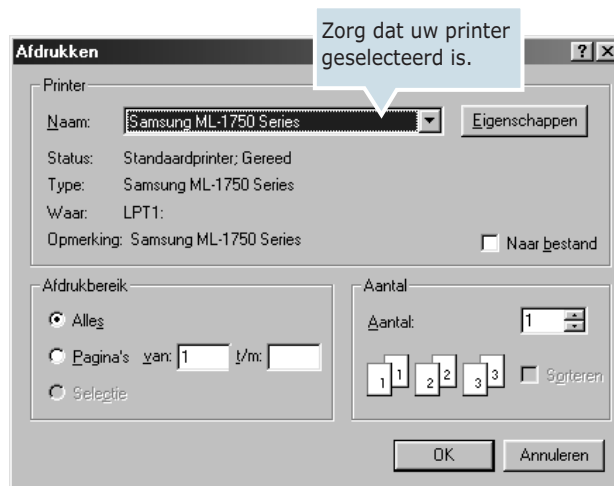 Zorg dat uw printer
geselecteerd is.
Afdrukken
Printer
Naam: Samsung ML-1750 Series Eigenschappen
Status: Standaardprinter; Gereed
Type: Samsung ML-1750 Series
Waar: LPT1:
Opmerking: Samsung ML-1750 Series Naar bestand
Afdrukbereik
Alles
Pagina's van: 1 t/m:
Selectie
Aantal
Aantal: 1
1 1 2 2 3 3 Sorteren
OK Annuleren